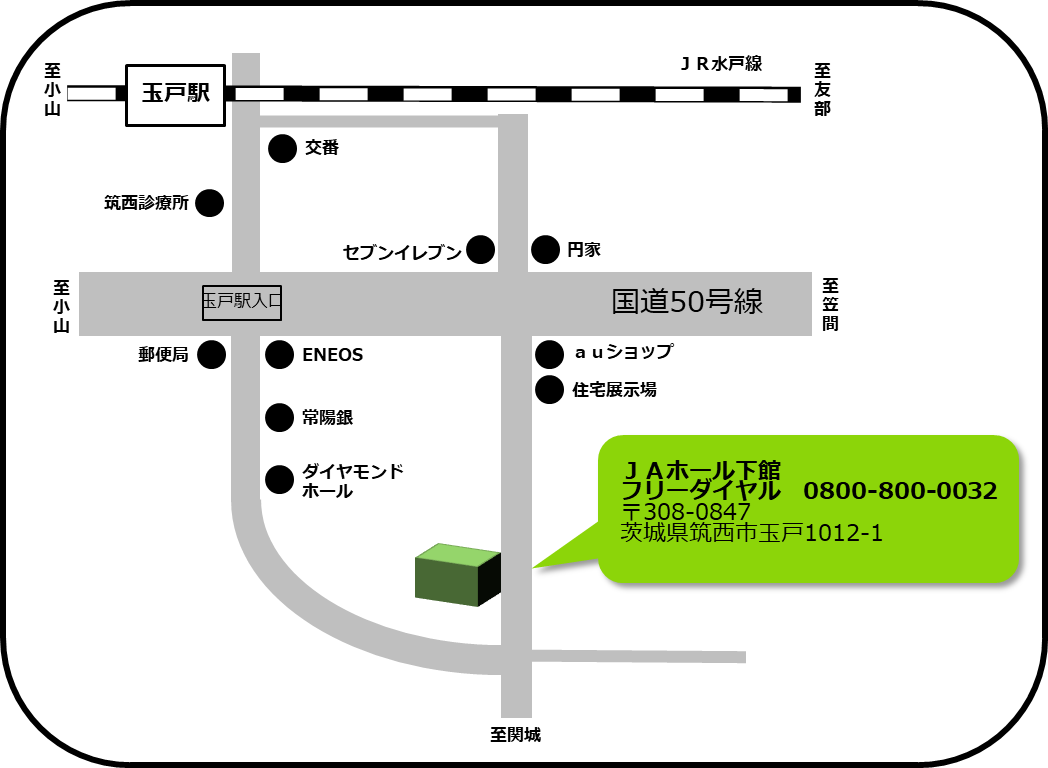 ＪＲ水戸線
至小山
玉戸駅
至友部
交番
筑西診療所
セブンイレブン
円家
至小山
玉戸駅入口
国道50号線
至笠間
郵便局
ENEOS
ａｕショップ
住宅展示場
常陽銀
ダイヤモンド
ホール
ＪＡホール下館
フリーダイヤル　0800-800-0032
〒308-0847
茨城県筑西市玉戸1012-1
至関城